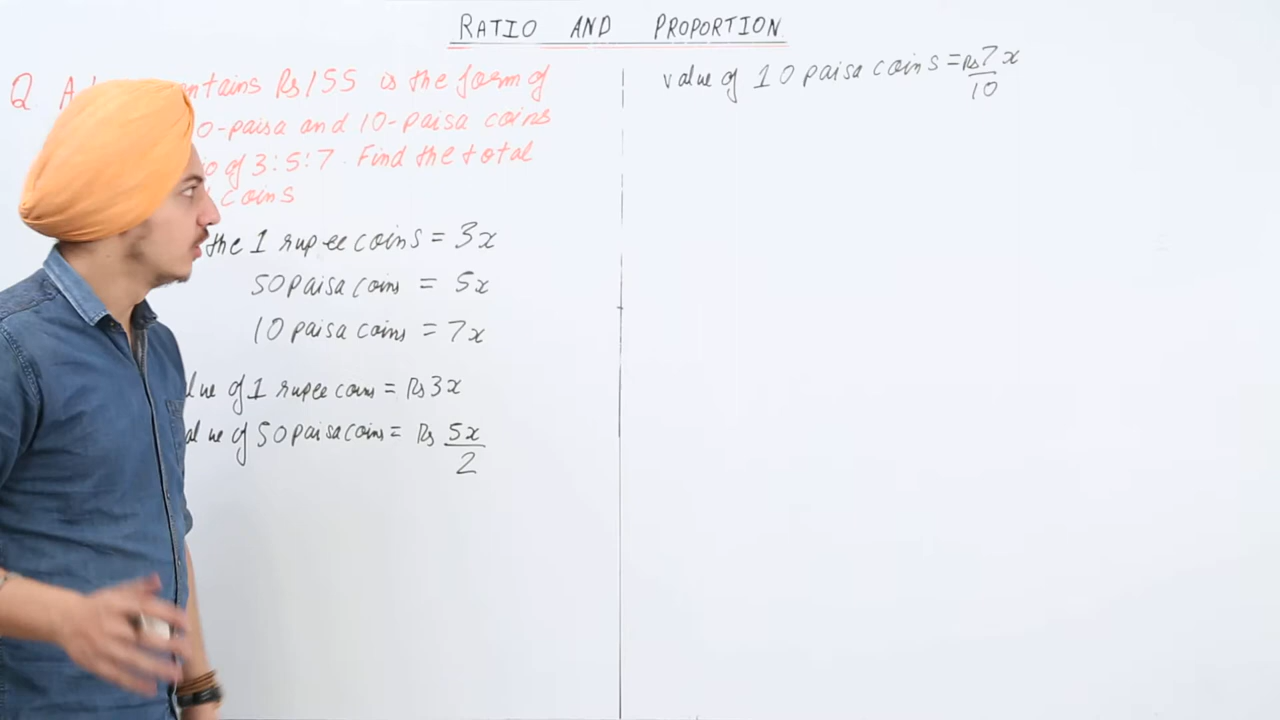 RATIO AND PROPORTION
Q A contains Rs 155 is the form of
0-paisa and 10-paisa coins
of 3:5:7. Find the total
coins
the 1 rupee coins = 3x
50 paisa coins = 5x
10 paisa coins = 7x
of 1 rupee coins = Rs 3x
of 50 paisa coins = Rs 5x/2
value of 10 paisa coins = Rs 7x/10